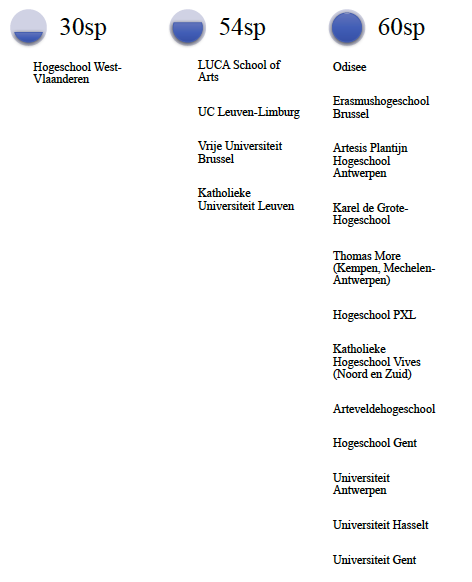 30sp
Hogeschool West-
Vlaanderen
54sp
LUCA School of
Arts
UC Leuven-Limburg
Vrije Universiteit
Brussel
Katholieke
Universiteit Leuven
60sp
Odisee
Erasmushogeschool
Brussel
Artesis Plantijn
Hogeschool
Antwerpen
Karel de Grote-
Hogeschool
Thomas More
(Kempen, Mechelen-
Antwerpen)
Hogeschool PXL
Katholieke
Hogeschool Vives
(Noord en Zuid)
Arteveldehogeschool
Hogeschool Gent
Universiteit
Antwerpen
Universiteit Hasselt
Universiteit Gent